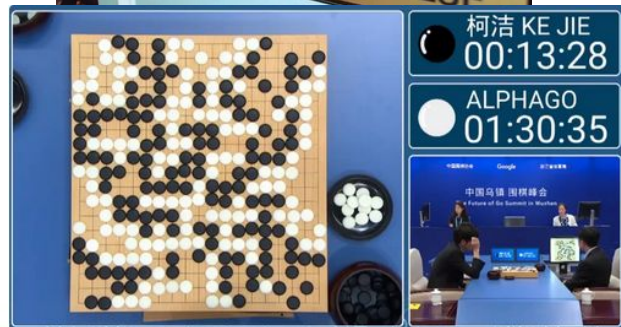 柯洁 KE JIE
00:13:28
ALPHAGO
01:30:35
Google
中国乌镇 围棋峰会
Future of Go Summit in Wuzhen